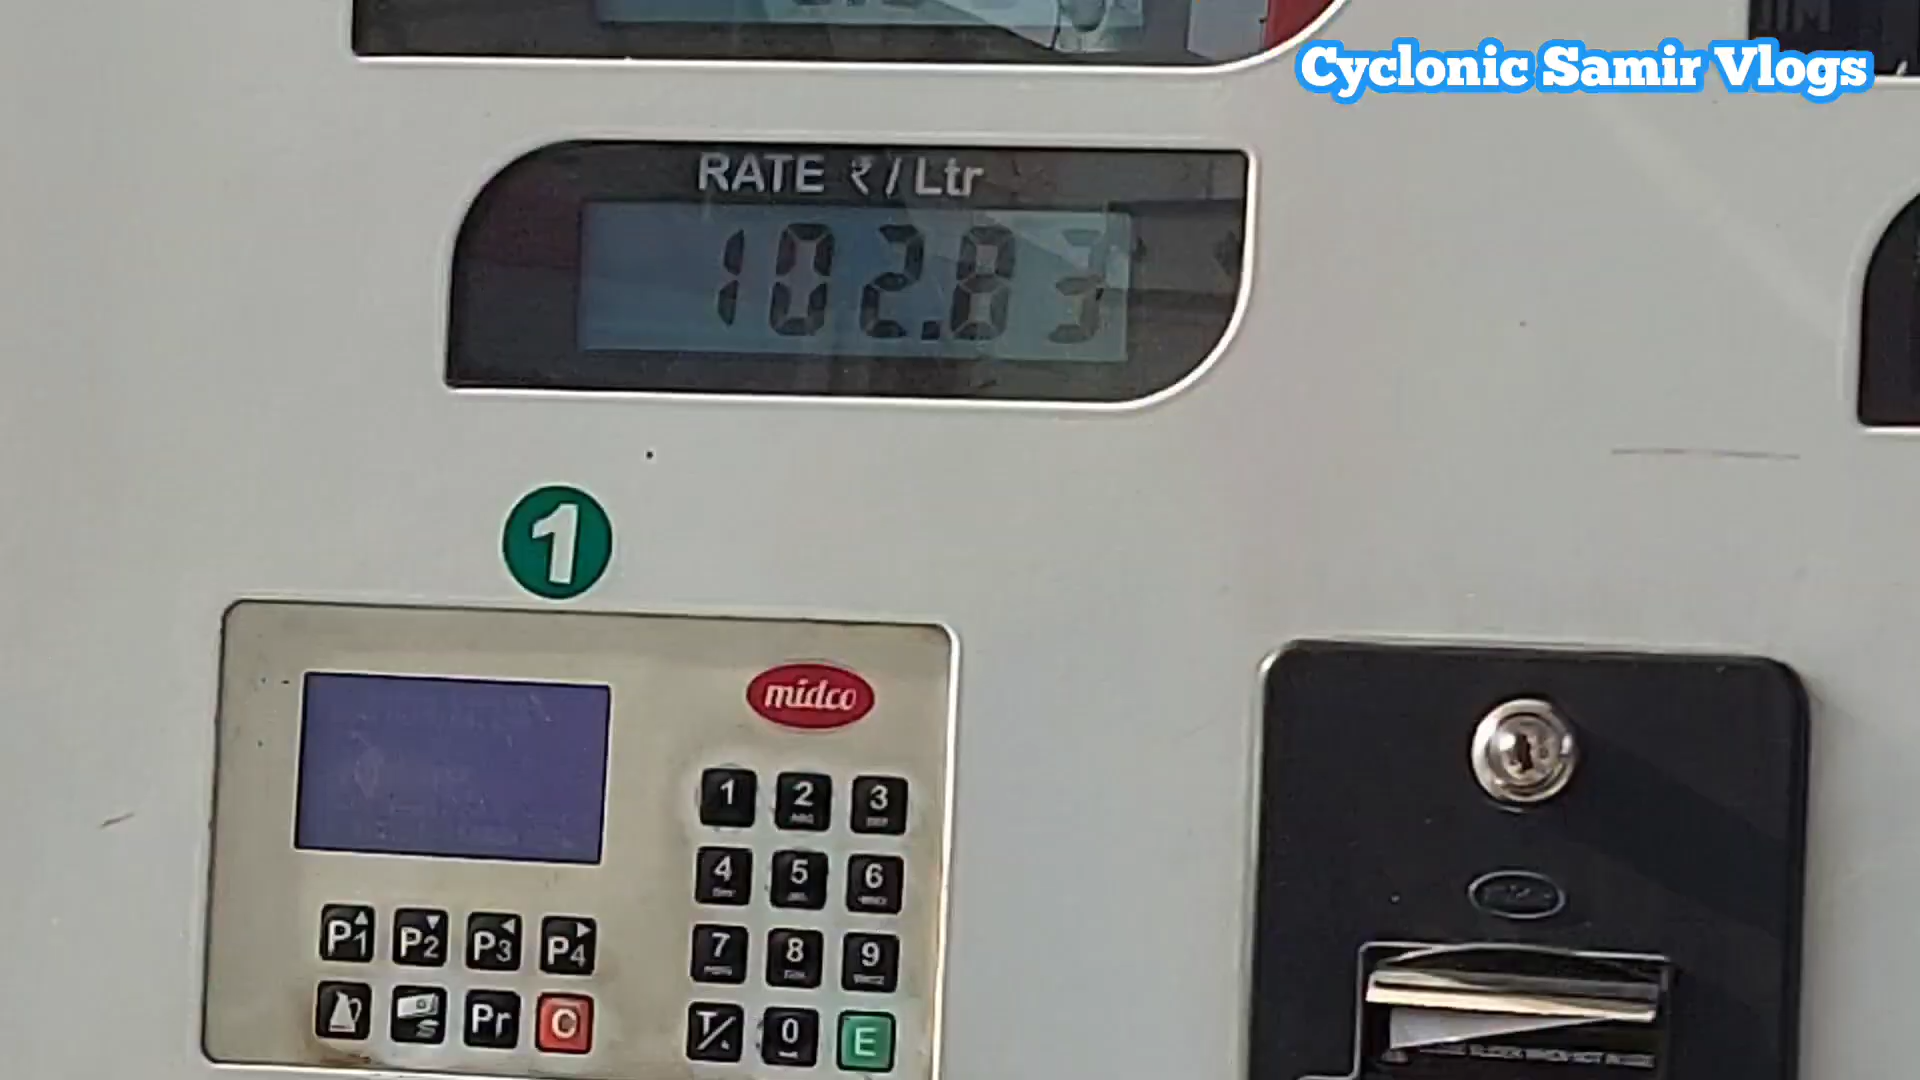 Cyclonic Samir Vlogs
RATE ₹/Ltr
102.83
1
midco
1 2 3
4 5 6
7 8 9
P1 P2 P3 P4
Pr C
T/. 0 E